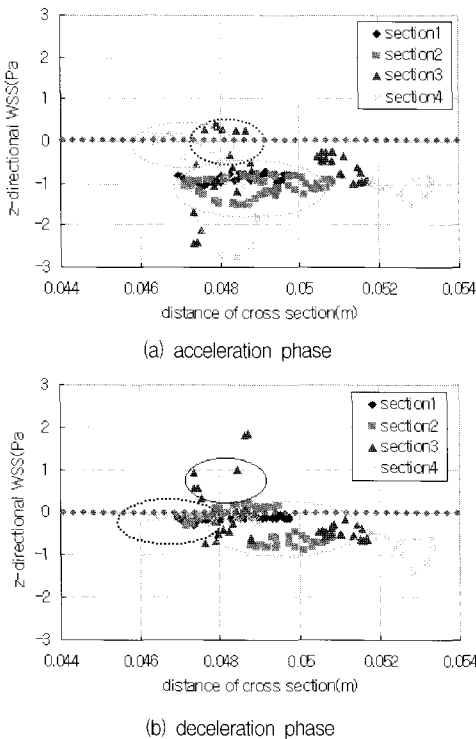 3
2
1
0
-1
-2
-3
z-directional WSS(Pa
section1
section2
section3
section4
0.044 0.046 0.048 0.05 0.052 0.054
distance of cross section(m)
(a) acceleration phase
3
2
1
0
-1
-2
-3
z-directional WSS(Pa
section1
section2
section3
section4
0.044 0.046 0.048 0.05 0.052 0.054
distance of cross section(m)
(b) deceleration phase